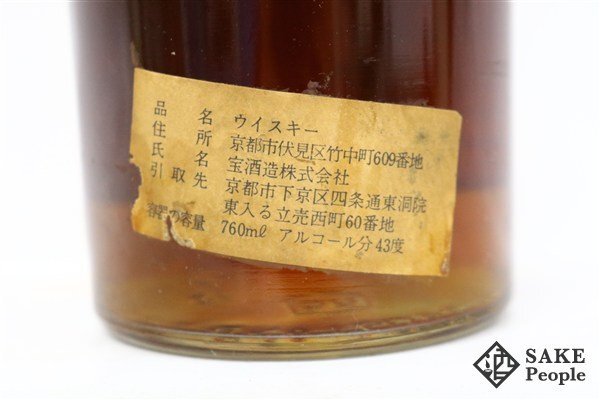 品名 ウイスキー
住所 京都市伏見区竹中町609番地
氏名 宝酒造株式会社
引取先 京都市下京区四条通東洞院
東入る立売西町60番地
容器の容量 760ml アルコール分43度
酒 SAKE
People